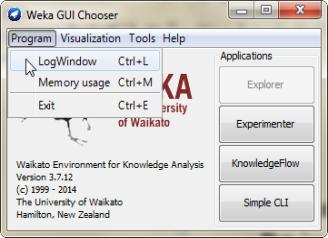 Weka GUI Chooser
Program Visualization Tools Help
LogWindow Ctrl+L
Memory usage Ctrl+M
Exit Ctrl+E
Applications
Explorer
Experimenter
KnowledgeFlow
Simple CLI
of Waikato
Waikato Environment for Knowledge Analysis
Version 3.7.12
(c) 1999 - 2014
The University of Waikato
Hamilton, New Zealand